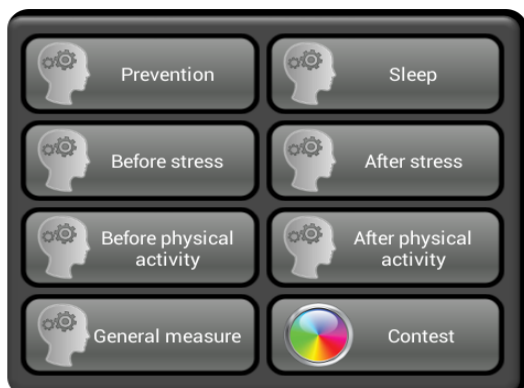 Prevention
Sleep
Before stress
After stress
Before physical
activity
After physical
activity
General measure
Contest